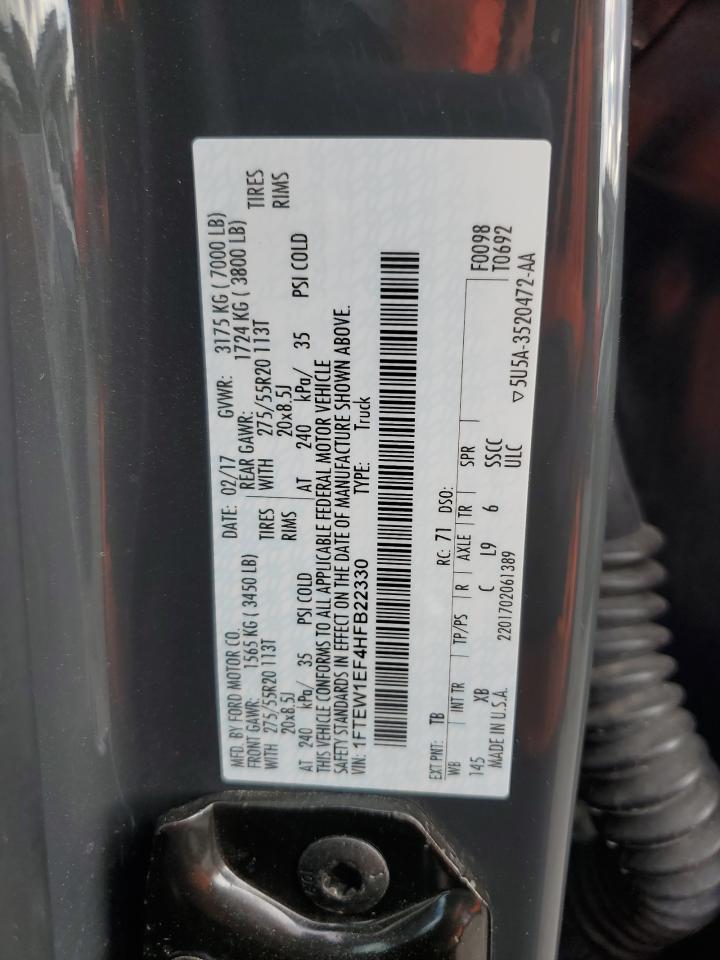 MFD. BY FORD MOTOR CO. DATE: 02/17 GVWR: 3175 KG ( 7000 LB)
FRONT GAWR: 1565 KG ( 3450 LB) REAR GAWR: 1724 KG ( 3800 LB)
WITH 275/55R20 113T TIRES WITH 275/55R20 113T TIRES
20x8.5J RIMS 20x8.5J RIMS
AT 240 kPa/ 35 PSI COLD AT 240 kPa/ 35 PSI COLD
THIS VEHICLE CONFORMS TO ALL APPLICABLE FEDERAL MOTOR VEHICLE
SAFETY STANDARDS IN EFFECT ON THE DATE OF MANUFACTURE SHOWN ABOVE.
VIN: 1FTEW1EF4HFB22330 TYPE: Truck
EXT PNT: TB RC: 71 DSO:
WB INT TR TP/PS R AXLE TR SPR F0098
145 XB C L9 6 SSCC T0692
MADE IN U.S.A. 2201702061389 ULC ▽5U5A-3520472-AA